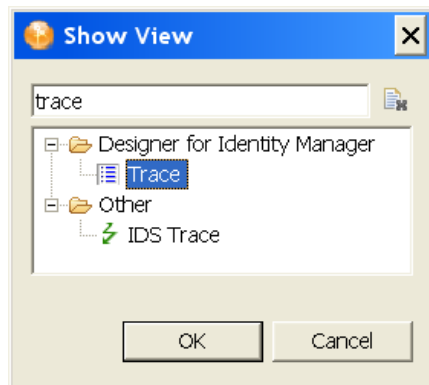 Show View
trace
Designer for Identity Manager
Trace
Other
IDS Trace
OK Cancel